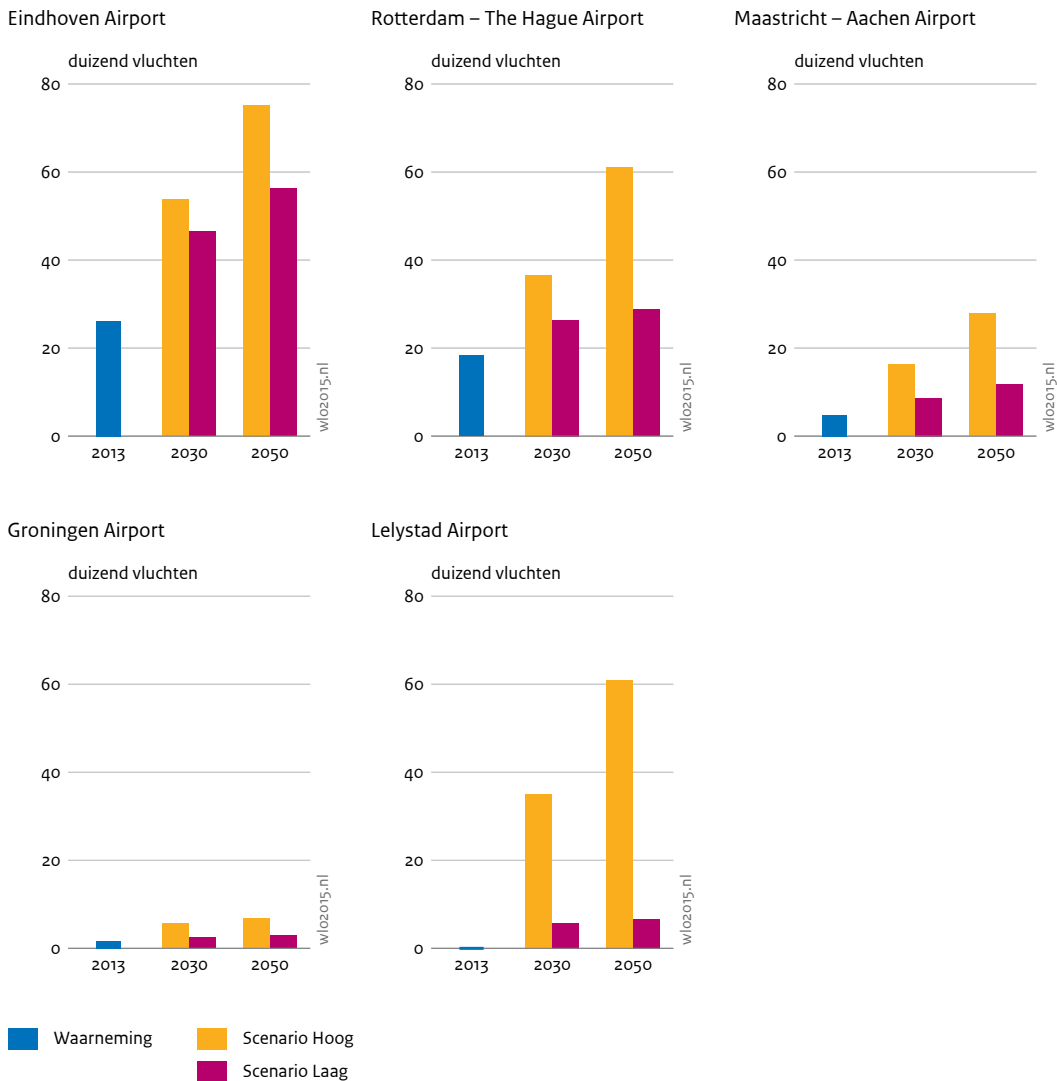 Eindhoven Airport
duizend vluchten
80
60
40
20
0
2013 2030 2050
wlo2015.nl
Rotterdam – The Hague Airport
duizend vluchten
80
60
40
20
0
2013 2030 2050
wlo2015.nl
Maastricht – Aachen Airport
duizend vluchten
80
60
40
20
0
2013 2030 2050
wlo2015.nl
Groningen Airport
duizend vluchten
80
60
40
20
0
2013 2030 2050
wlo2015.nl
Lelystad Airport
duizend vluchten
80
60
40
20
0
2013 2030 2050
wlo2015.nl
Waarneming
Scenario Hoog
Scenario Laag